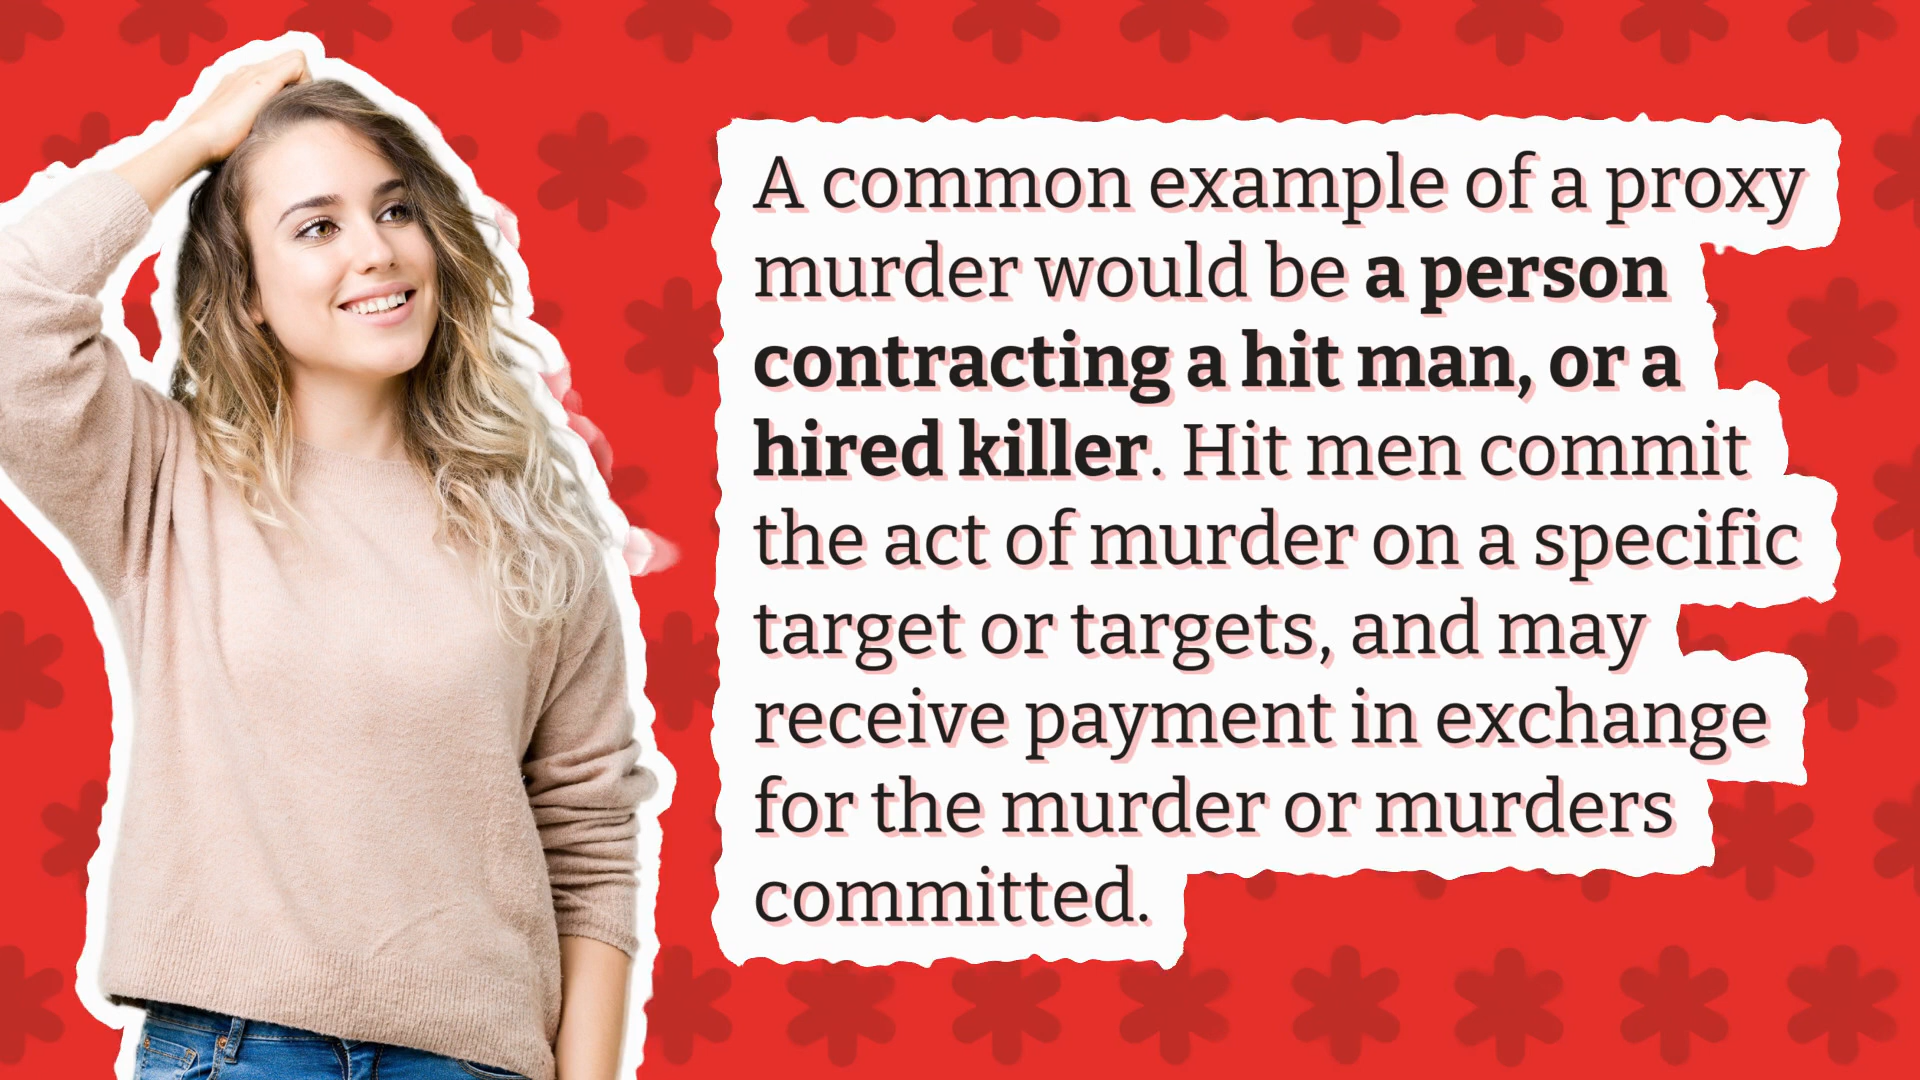 A common example of a proxy
murder would be a person
contracting a hit man, or a
hired killer. Hit men commit
the act of murder on a specific
target or targets, and may
receive payment in exchange
for the murder or murders
committed.